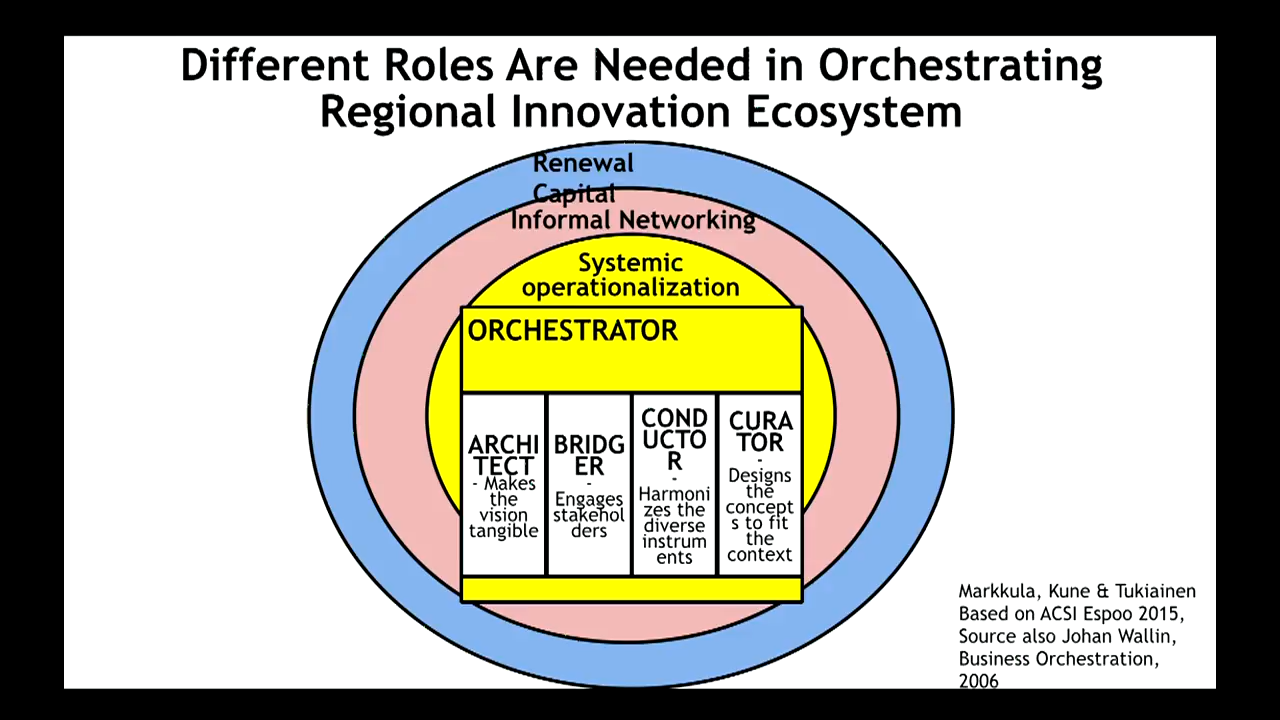 Different Roles Are Needed in Orchestrating
Regional Innovation Ecosystem
Renewal
Capital
Informal Networking
Systemic
operationalization
ORCHESTRATOR
ARCHI
TECT
- Makes
the
vision
tangible
BRIDG
ER
-
Engages
stakehol
ders
COND
UCTO
R
-
Harmoni
zes the
diverse
instrum
ents
CURA
TOR
-
Designs
the
concept
s to fit
the
context
Markkula, Kune & Tukiainen
Based on ACSI Espoo 2015,
Source also Johan Wallin,
Business Orchestration,
2006